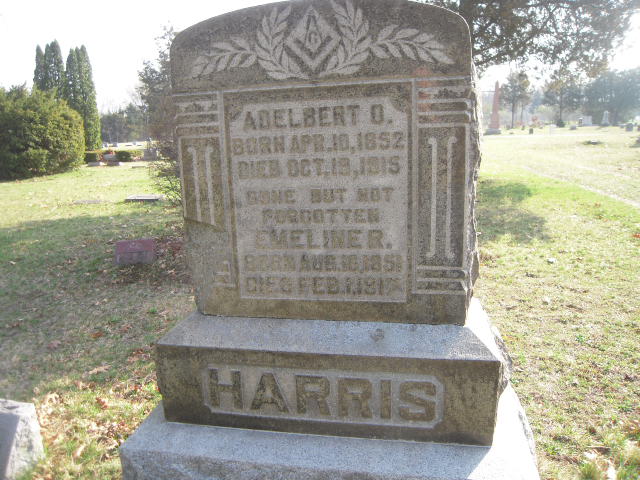 G
ADELBERT O.
BORN APR. 10, 1852
DIED OCT. 19, 1915
GONE BUT NOT
FORGOTTEN
EMELINE R.
BORN AUG. 16, 1851
DIED FEB. 1, 1917
HARRIS